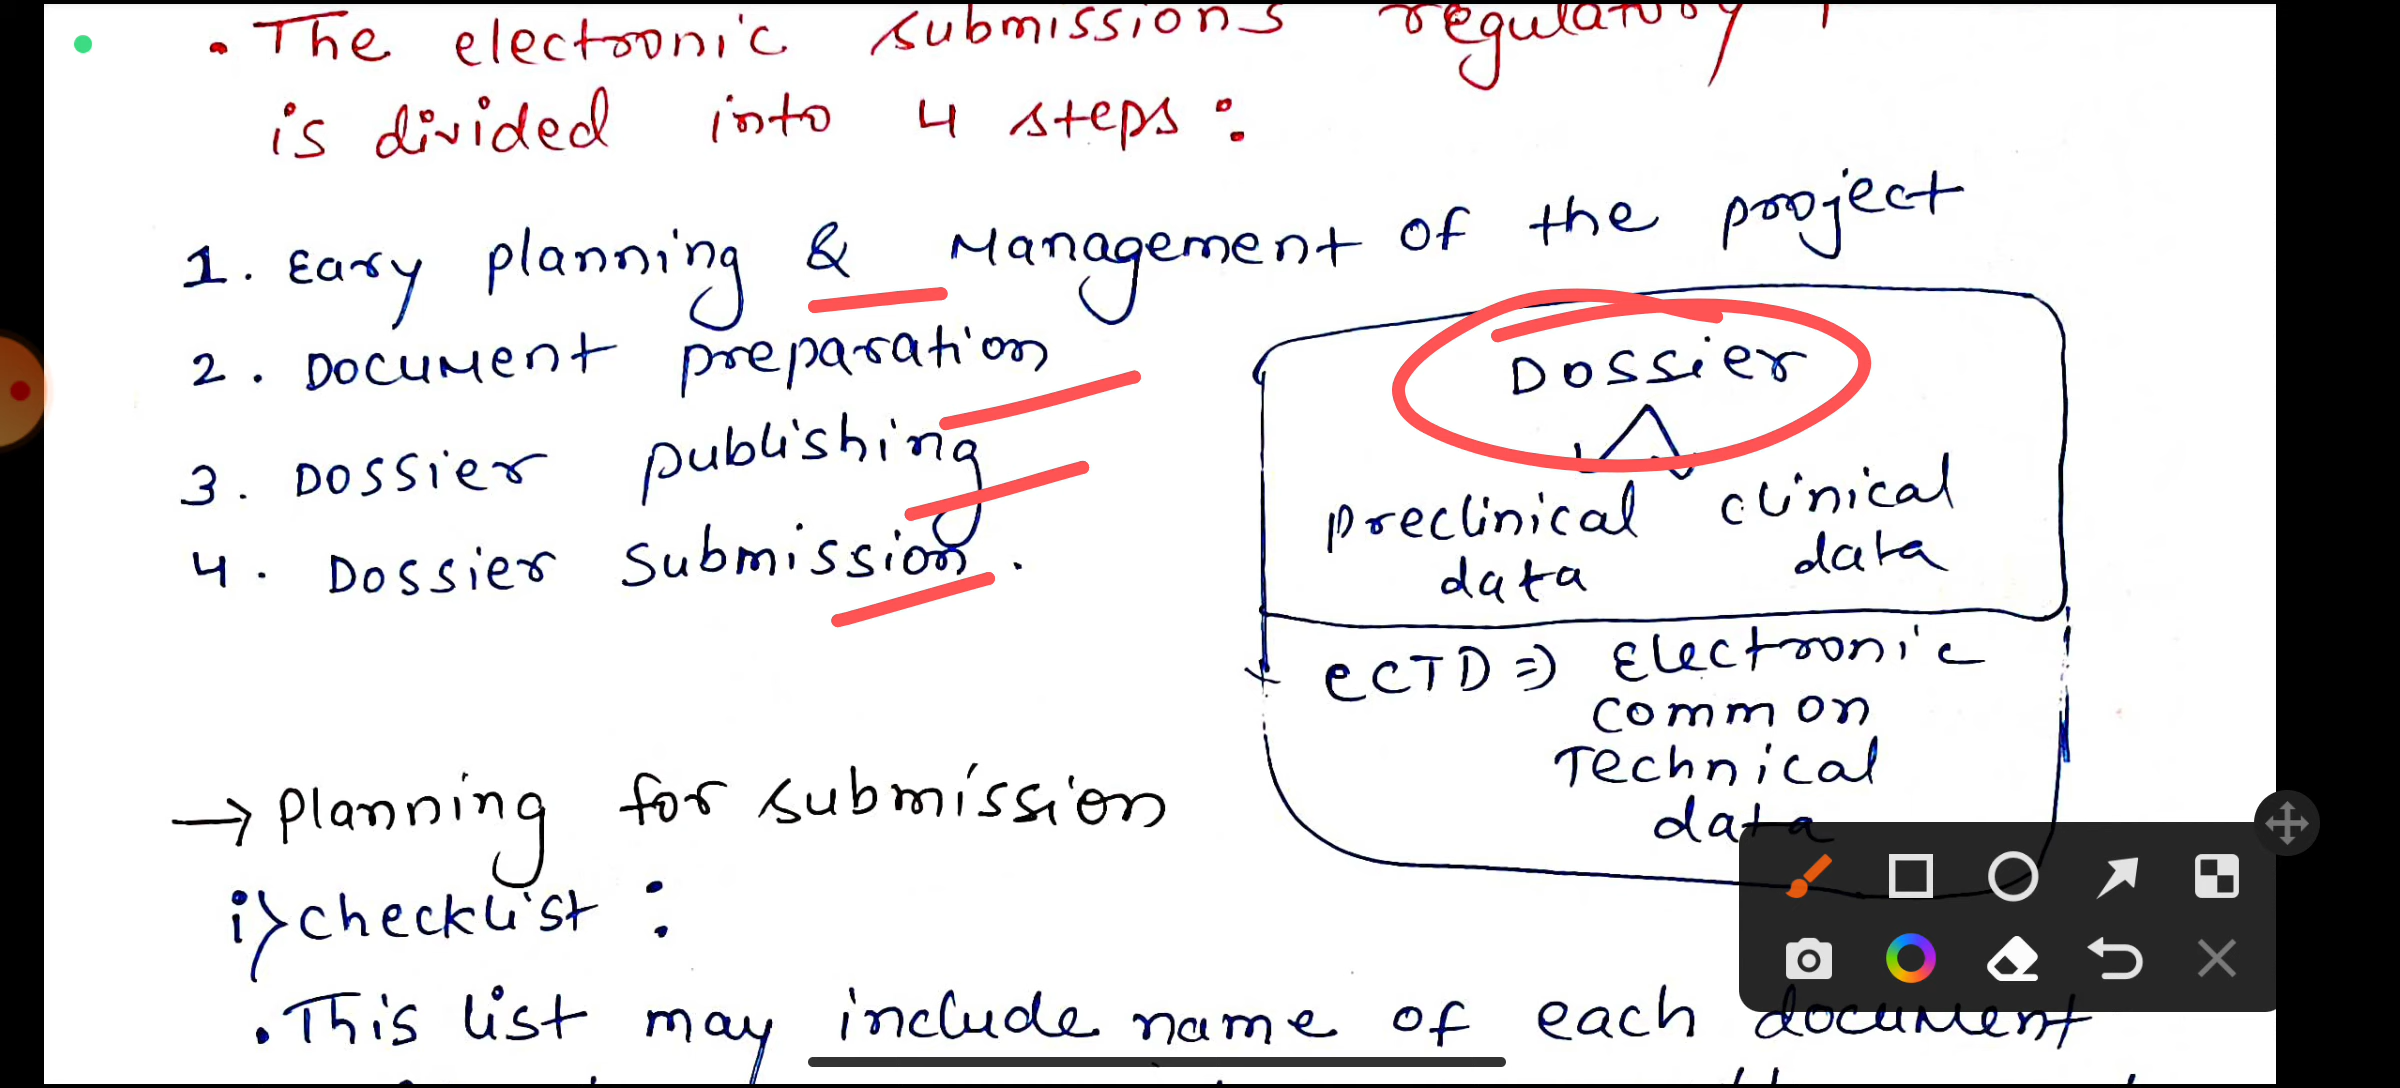 • The electronic submissions regulatory
is divided into 4 steps :
1. Eary planning & Management of the project
2. Document preparation
3. Dossier publishing
4. Dossier submission.
Dossier
preclinical data
clinical data
eCTD ⇒ Electronic
common
Technical
data
→ planning for submission
i) checklist :
• This list may include name of each document